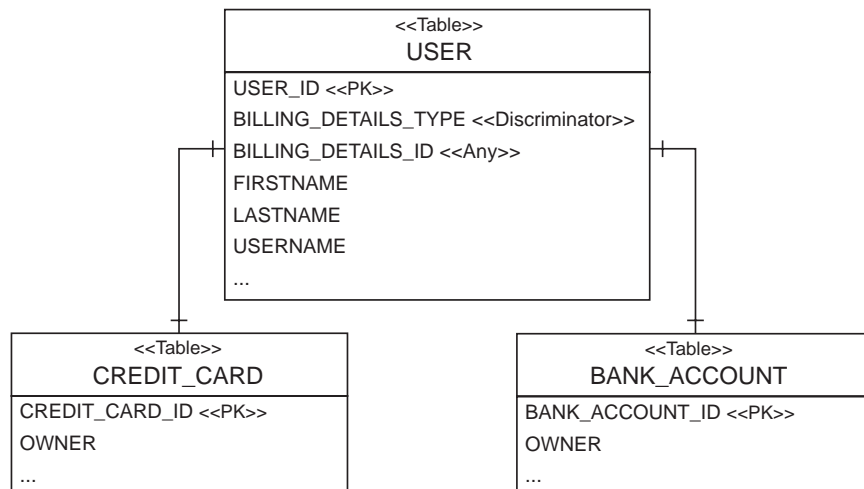 <<Table>>
USER
USER_ID <<PK>>
BILLING_DETAILS_TYPE <<Discriminator>>
BILLING_DETAILS_ID <<Any>>
FIRSTNAME
LASTNAME
USERNAME
...
<<Table>>
CREDIT_CARD
CREDIT_CARD_ID <<PK>>
OWNER
...
<<Table>>
BANK_ACCOUNT
BANK_ACCOUNT_ID <<PK>>
OWNER
...